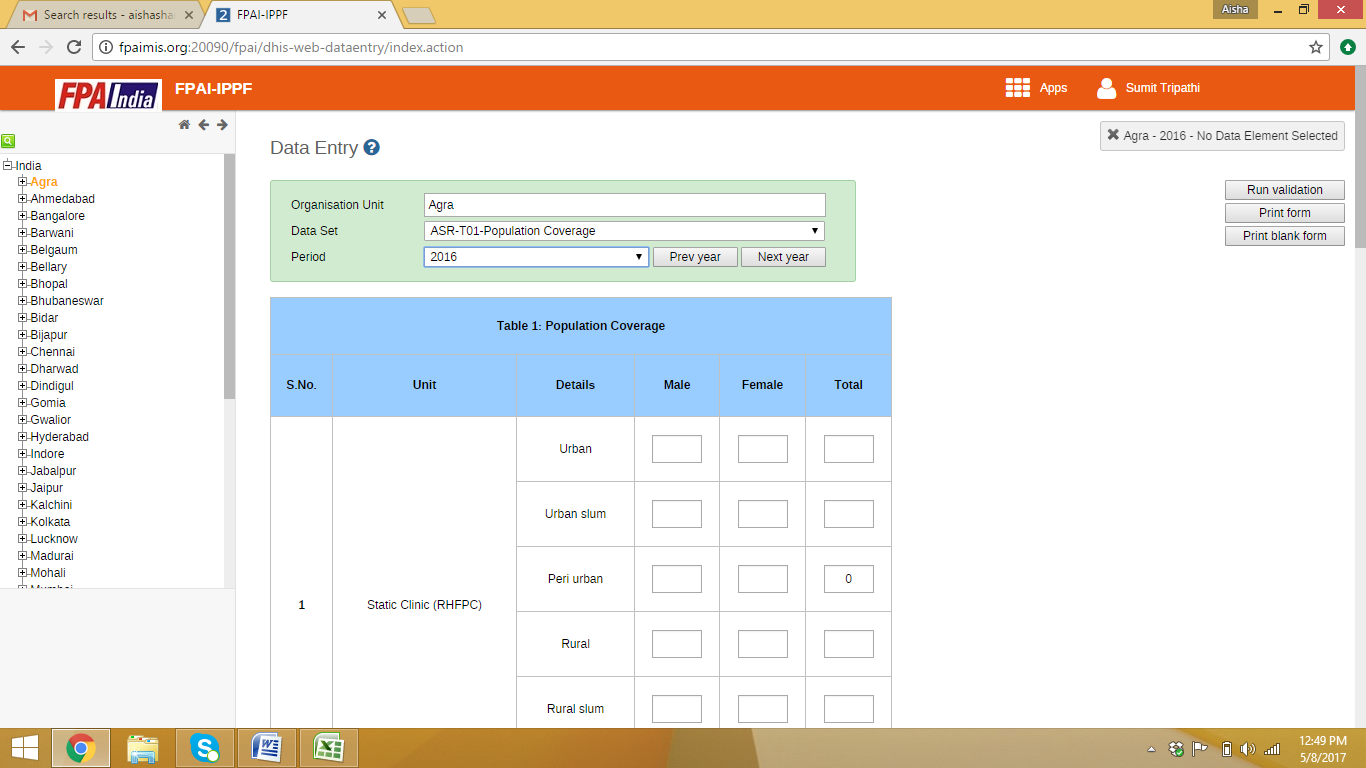 Search results - aishasha
FPAI-IPPF
Aisha
fpaimis.org:20090/fpai/dhis-web-dataentry/index.action
FPAIndia
FPAI-IPPF
Apps
Sumit Tripathi
Agra - 2016 - No Data Element Selected
Data Entry
Run validation
Print form
Print blank form
Organisation Unit
Agra
Data Set
ASR-T01-Population Coverage
Period
2016
Prev year
Next year
India
Agra
Ahmedabad
Bangalore
Barwani
Belgaum
Bellary
Bhopal
Bhubaneswar
Bidar
Bijapur
Chennai
Dharwad
Dindigul
Gomia
Gwalior
Hyderabad
Indore
Jabalpur
Jaipur
Kalchini
Kolkata
Lucknow
Madurai
Mohali
Table 1: Population Coverage
S.No.
Unit
Details
Male
Female
Total
1
Static Clinic (RHFPC)
Urban
Urban slum
Peri urban
0
Rural
Rural slum
12:49 PM
5/8/2017